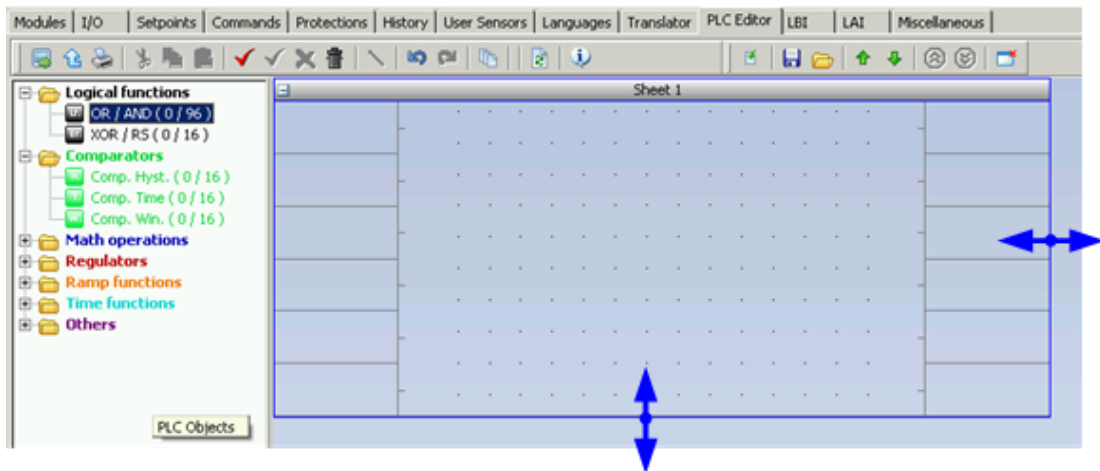 Modules I/O Setpoints Commands Protections History User Sensors Languages Translator PLC Editor LBI LAI Miscellaneous
Sheet 1
Logical functions
OR / AND ( 0 / 96 )
XOR / RS ( 0 / 16 )
Comparators
Comp. Hyst. ( 0 / 16 )
Comp. Time ( 0 / 16 )
Comp. Win. ( 0 / 16 )
Math operations
Regulators
Ramp functions
Time functions
Others
PLC Objects